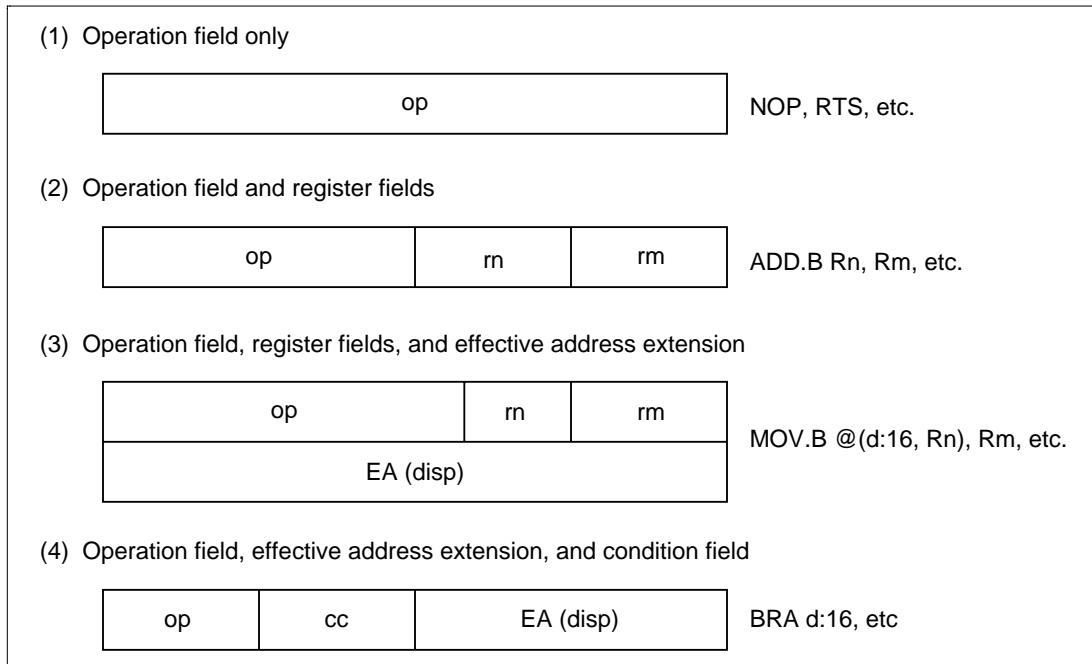 (1) Operation field only
op
NOP, RTS, etc.
(2) Operation field and register fields
op rn rm
ADD.B Rn, Rm, etc.
(3) Operation field, register fields, and effective address extension
op rn rm
EA (disp)
MOV.B @(d:16, Rn), Rm, etc.
(4) Operation field, effective address extension, and condition field
op cc EA (disp)
BRA d:16, etc